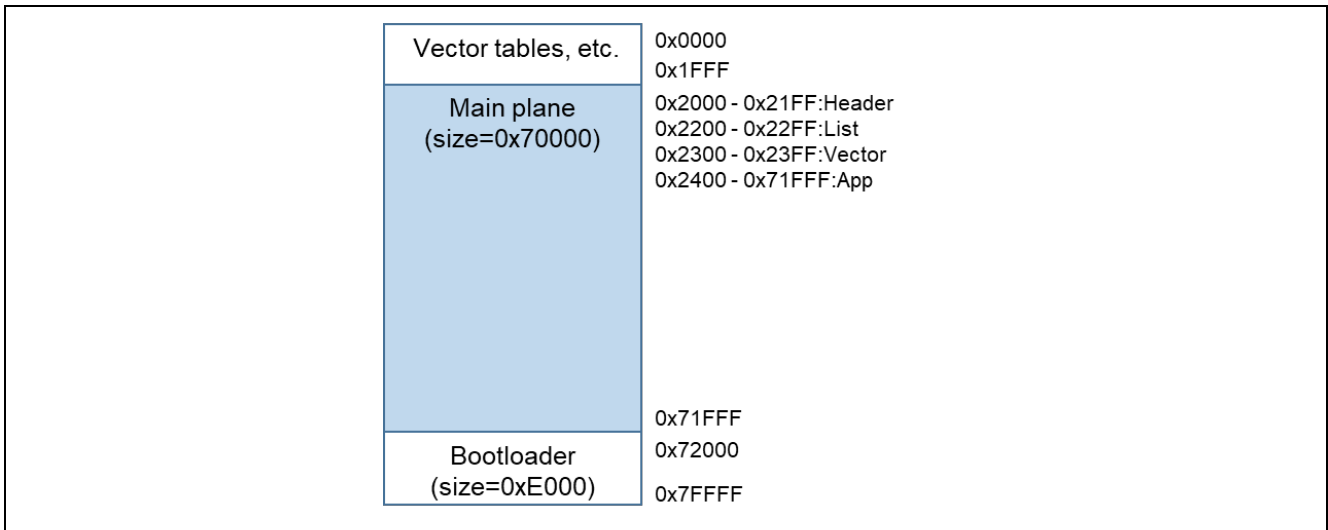 Vector tables, etc.
0x0000
0x1FFF
Main plane
(size=0x70000)
0x2000 - 0x21FF:Header
0x2200 - 0x22FF:List
0x2300 - 0x23FF:Vector
0x2400 - 0x71FFF:App
0x71FFF
Bootloader
(size=0xE000)
0x72000
0x7FFFF